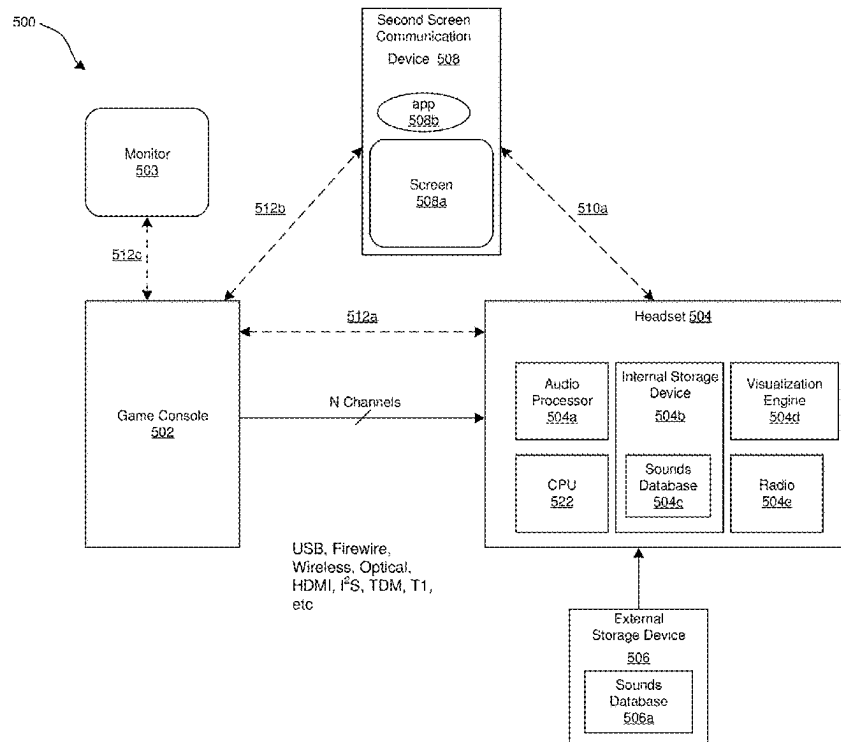 500
Second Screen
Communication
Device 508
app
508b
Screen
508a
Monitor
503
512b
510a
512c
512a
Game Console
502
N Channels
Headset 504
Audio
Processor
504a
Internal Storage
Device
504b
Visualization
Engine
504d
CPU
522
Sounds
Database
504c
Radio
504e
USB, Firewire,
Wireless, Optical,
HDMI, I²S, TDM, T1,
etc
External
Storage Device
506
Sounds
Database
506a